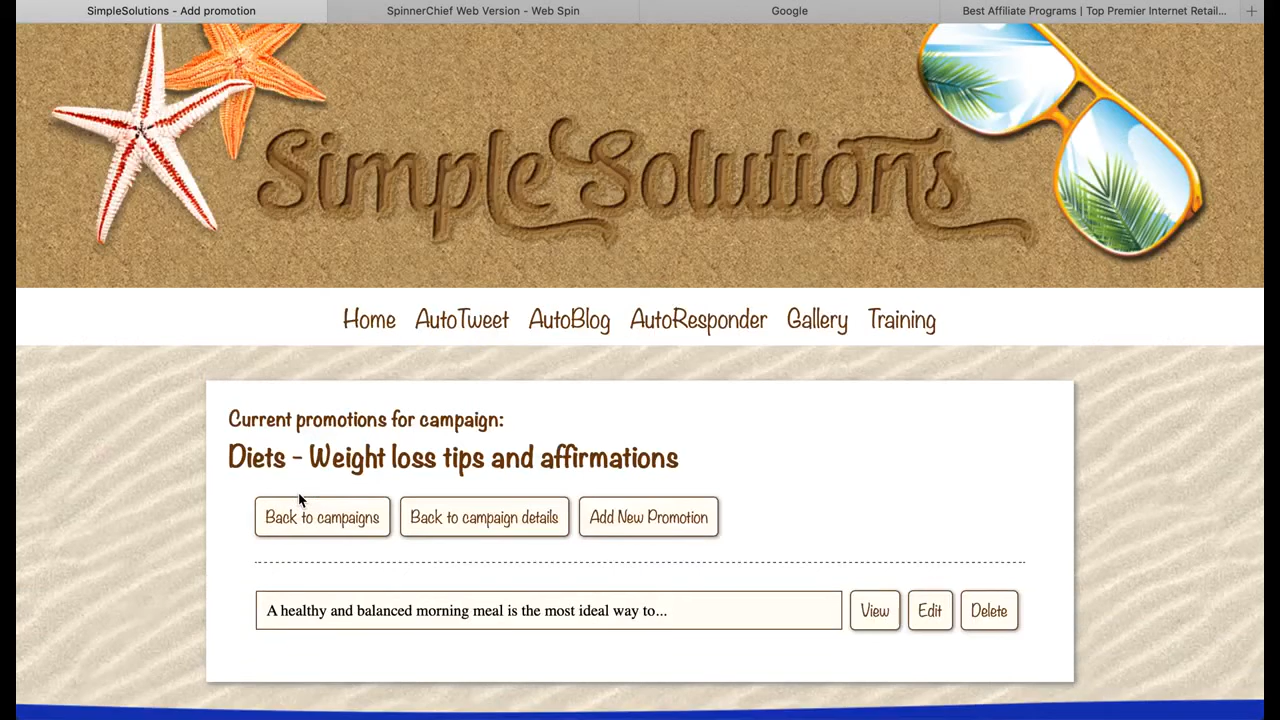 SimpleSolutions - Add promotion
SpinnerChief Web Version - Web Spin
Google
Best Affiliate Programs | Top Premier Internet Retail...
SimpleSolutions
Home AutoTweet AutoBlog AutoResponder Gallery Training
Current promotions for campaign:
Diets - Weight loss tips and affirmations
Back to campaigns Back to campaign details Add New Promotion
A healthy and balanced morning meal is the most ideal way to... View Edit Delete